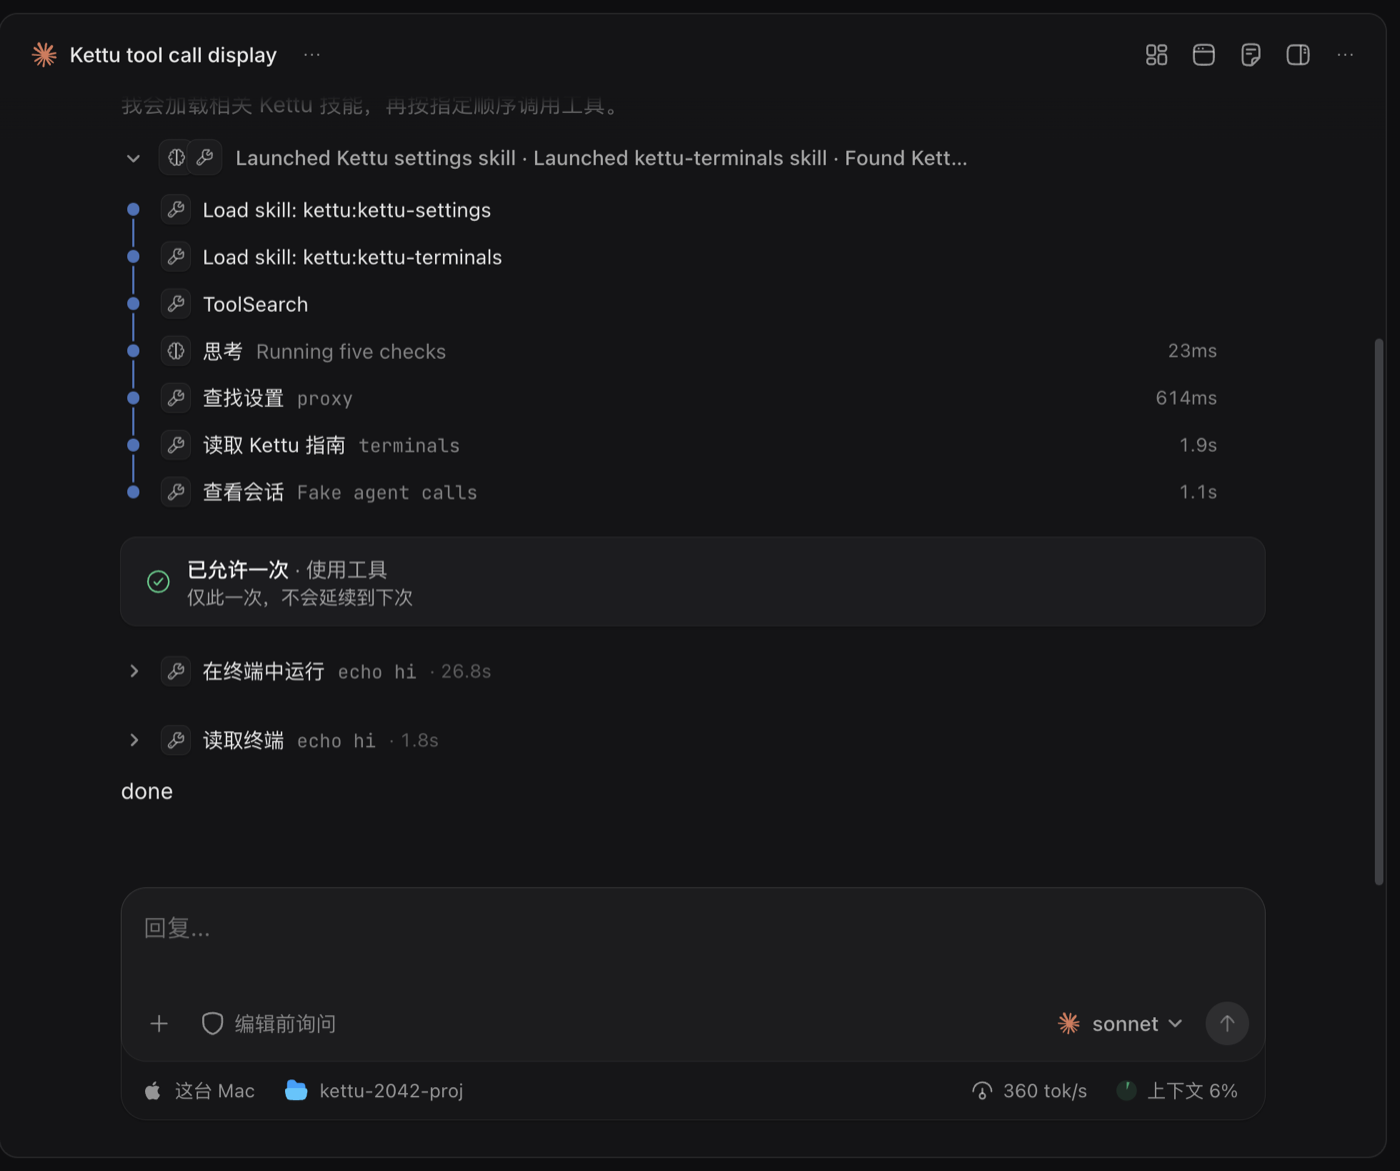 Kettu tool call display ...
我会加载相关 Kettu 技能，再按指定顺序调用工具。
Launched Kettu settings skill · Launched kettu-terminals skill · Found Kett...
Load skill: kettu:kettu-settings
Load skill: kettu:kettu-terminals
ToolSearch
思考 Running five checks 23ms
查找设置 proxy 614ms
读取 Kettu 指南 terminals 1.9s
查看会话 Fake agent calls 1.1s
已允许一次 · 使用工具
仅此一次，不会延续到下次
在终端中运行 echo hi · 26.8s
读取终端 echo hi · 1.8s
done
回复...
编辑前询问 sonnet
这台 Mac kettu-2042-proj 360 tok/s 上下文 6%